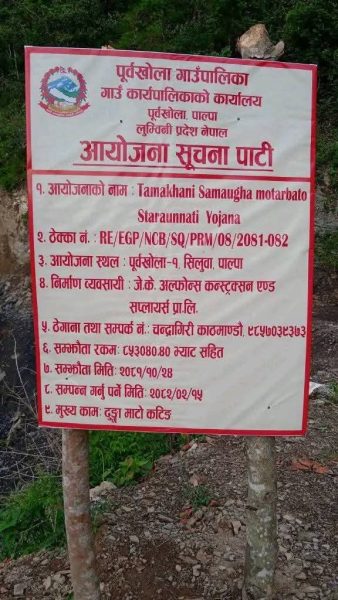 पूर्वखोला गाउँपालिका
गाउँ कार्यपालिकाको कार्यालय
पूर्वखोला, पाल्पा
लुम्विनी प्रदेश नेपाल
आयोजना सूचना पाटी
१. आयोजनाको नाम : Tamakhani Samaugha motarbato
Staraunnati Yojana
२. ठेक्का नं. : RE/EGP/NCB/SQ/PRM/08/2081-082
३. आयोजना स्थल : पूर्वखोला-१, सिलुवा, पाल्पा
४. निर्माण व्यवसायी : जे.के. अल्फोन्स कन्स्ट्रक्सन एण्ड
सप्लायर्स प्रा.लि.
५. ठेगाना तथा सम्पर्क नं.: चन्द्रागिरी काठमाण्डौ, ९८५७०३९३७३
६. सम्झौता रकम: ८५३०४०.४० भ्याट सहित
७. सम्झौता मिति: २०८१/१०/२४
८. सम्पन्न गर्नु पर्ने मिति: २०८२/०२/१५
९. मुख्य काम: ढुङ्गा माटो कटिङ